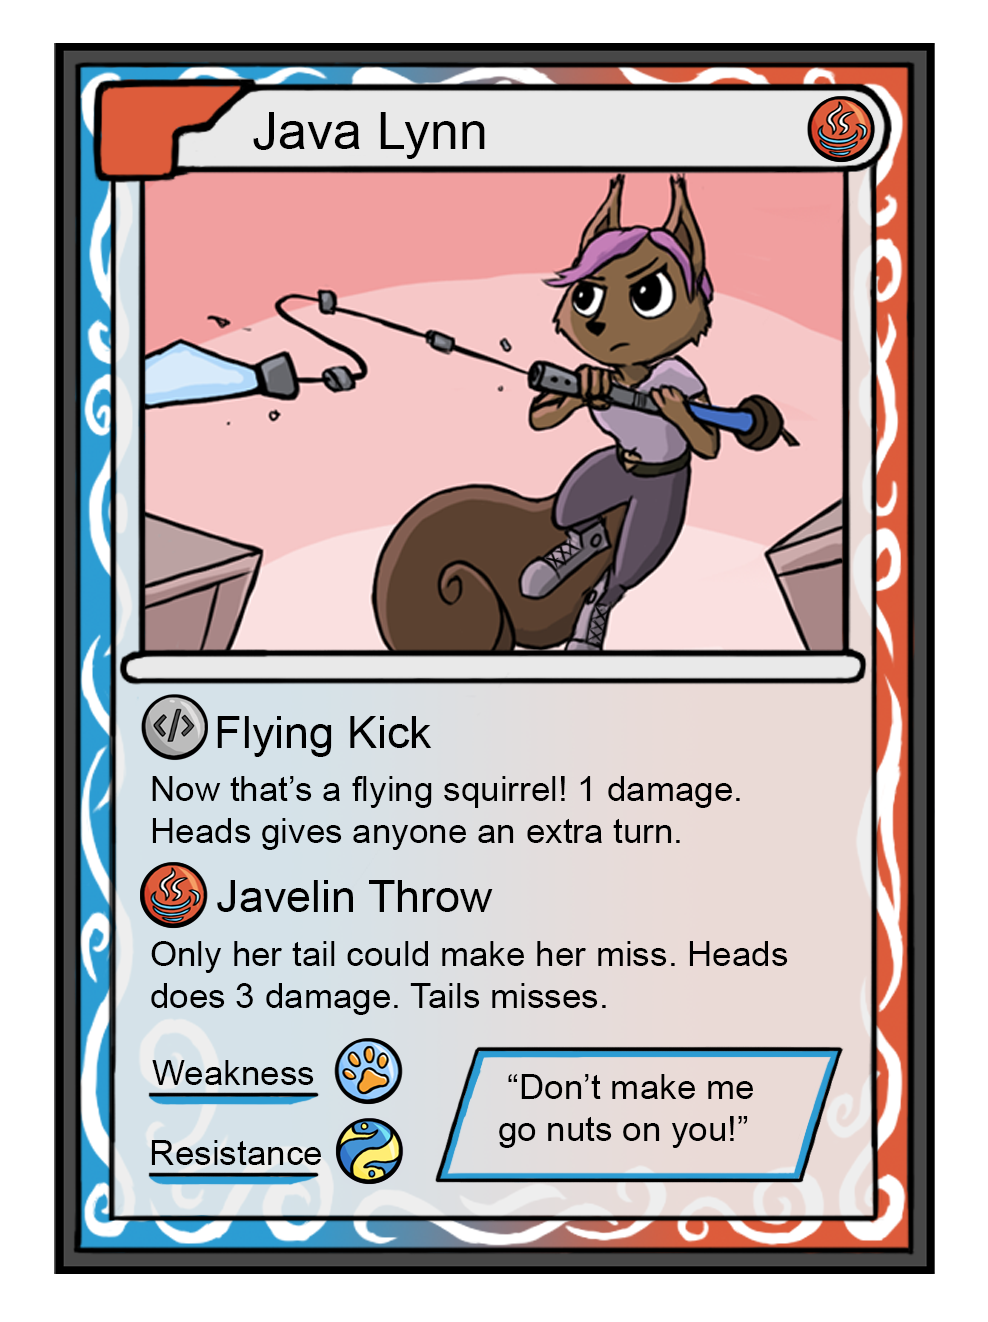 Java Lynn
</> Flying Kick
Now that’s a flying squirrel! 1 damage.
Heads gives anyone an extra turn.
Javelin Throw
Only her tail could make her miss. Heads
does 3 damage. Tails misses.
Weakness
Resistance
“Don’t make me
go nuts on you!”